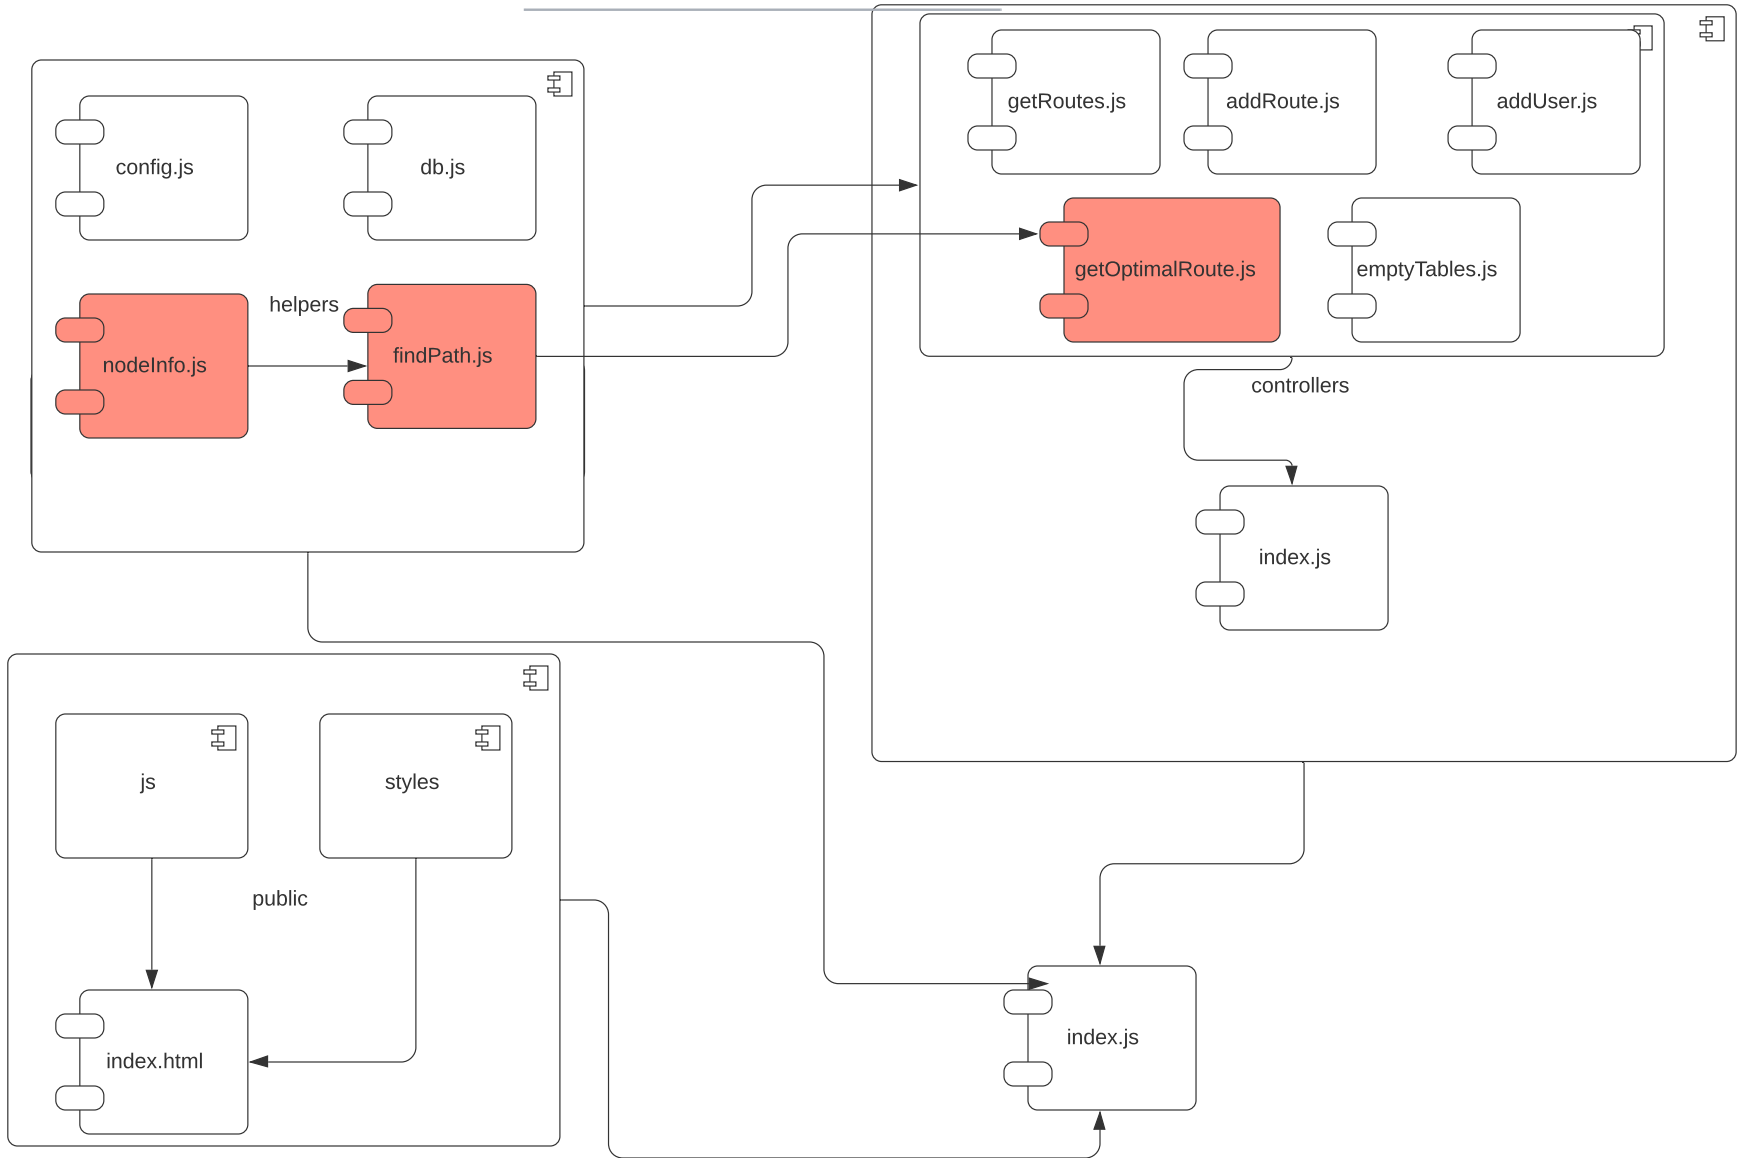 getRoutes.js
addRoute.js
addUser.js
config.js
db.js
getOptimalRoute.js
emptyTables.js
helpers
nodeInfo.js
findPath.js
controllers
index.js
js
styles
public
index.html
index.js